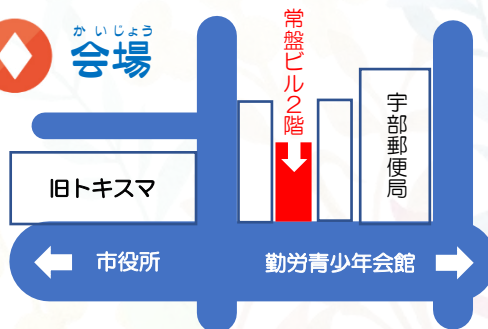 かいじょう
会場
常盤ビル2階
宇部郵便局
旧トキスマ
市役所
勤労青少年会館